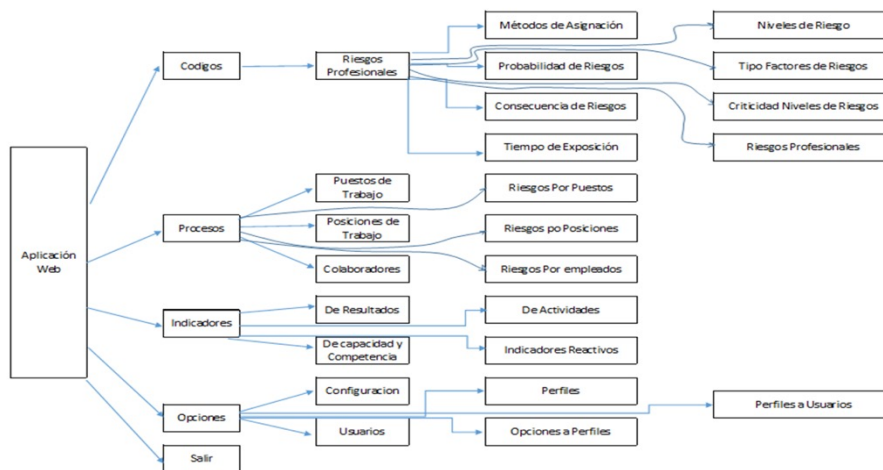 Aplicación
Web
Codigos
Riesgos
Profesionales
Métodos de Asignación
Niveles de Riesgo
Probabilidad de Riesgos
Tipo Factores de Riesgos
Consecuencia de Riesgos
Criticidad Niveles de Riesgos
Tiempo de Exposición
Riesgos Profesionales
Procesos
Puestos de
Trabajo
Riesgos Por Puestos
Posiciones de
Trabajo
Riesgos po Posiciones
Colaboradores
Riesgos Por empleados
Indicadores
De Resultados
De Actividades
De capacidad y
Competencia
Indicadores Reactivos
Opciones
Configuracion
Perfiles
Perfiles a Usuarios
Usuarios
Opciones a Perfiles
Salir